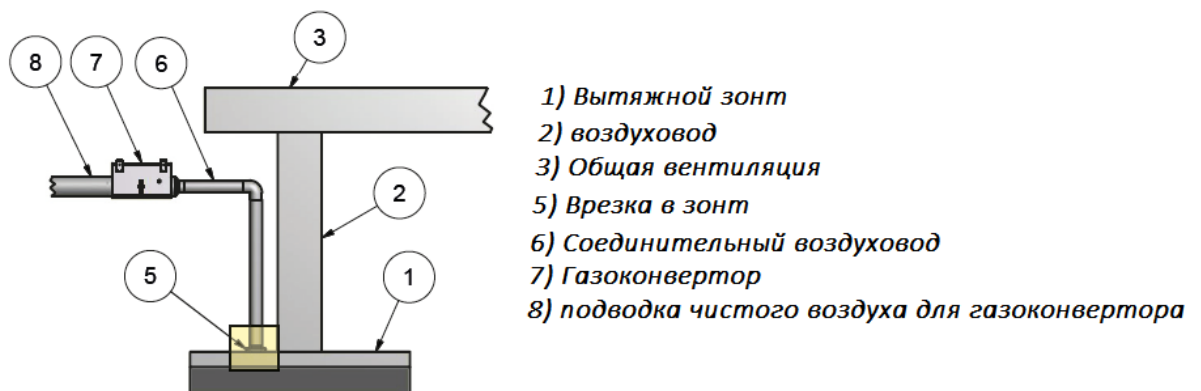 8
7
6
3
2
5
1
1) Вытяжной зонт
2) воздуховод
3) Общая вентиляция
5) Врезка в зонт
6) Соединительный воздуховод
7) Газоконвертор
8) подводка чистого воздуха для газоконвертора